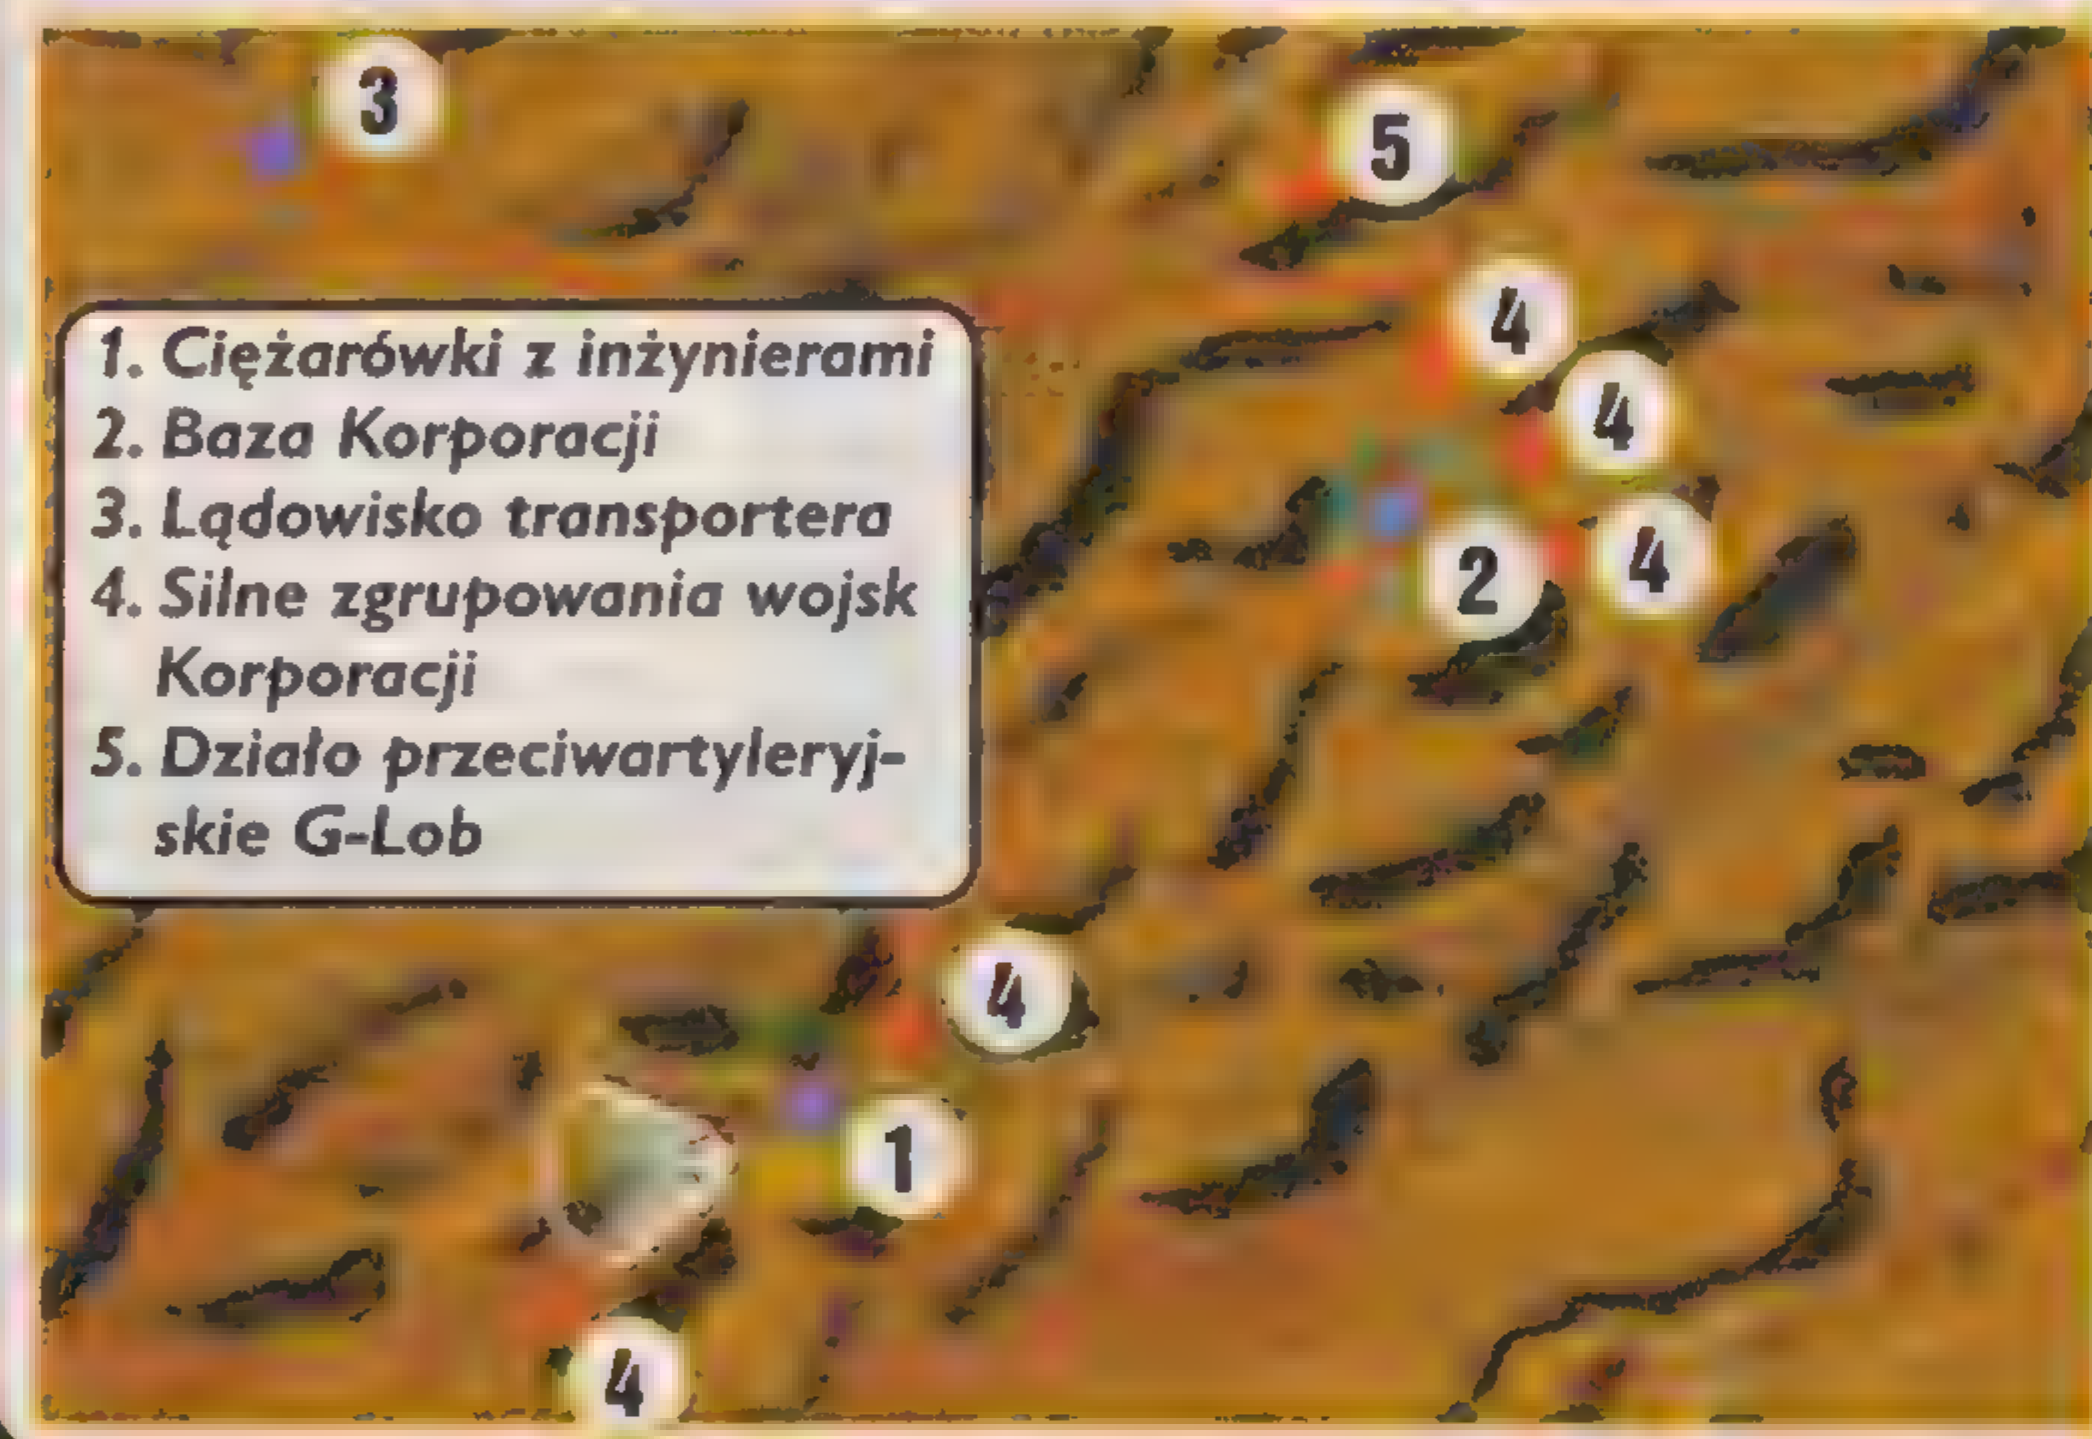 3
5
4
4
1. Ciężarówki z inżynierami
2. Baza Korporacji
3. Lądowisko transportera
4. Silne zgrupowania wojsk
Korporacji
5. Działo przeciwartyleryj-
skie G-Lob
2
4
4
1
4